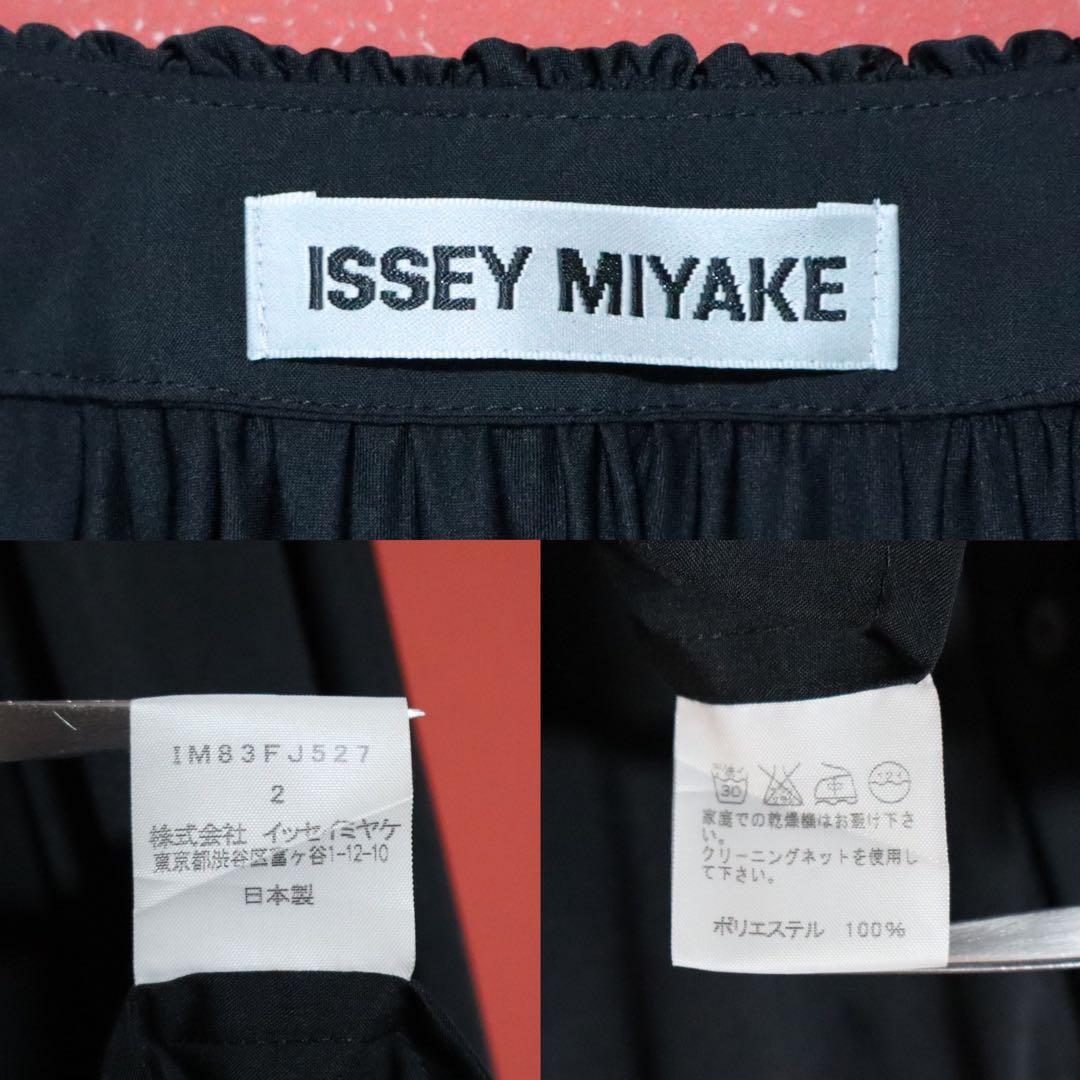 ISSEY MIYAKE
IM83FJ527
2
株式会社 イッセイミヤケ
東京都渋谷区富ヶ谷1-12-10
日本製
30 中
家庭での乾燥機はお避け下さ
い。
クリーニングネットを使用し
て下さい。
ポリエステル 100%